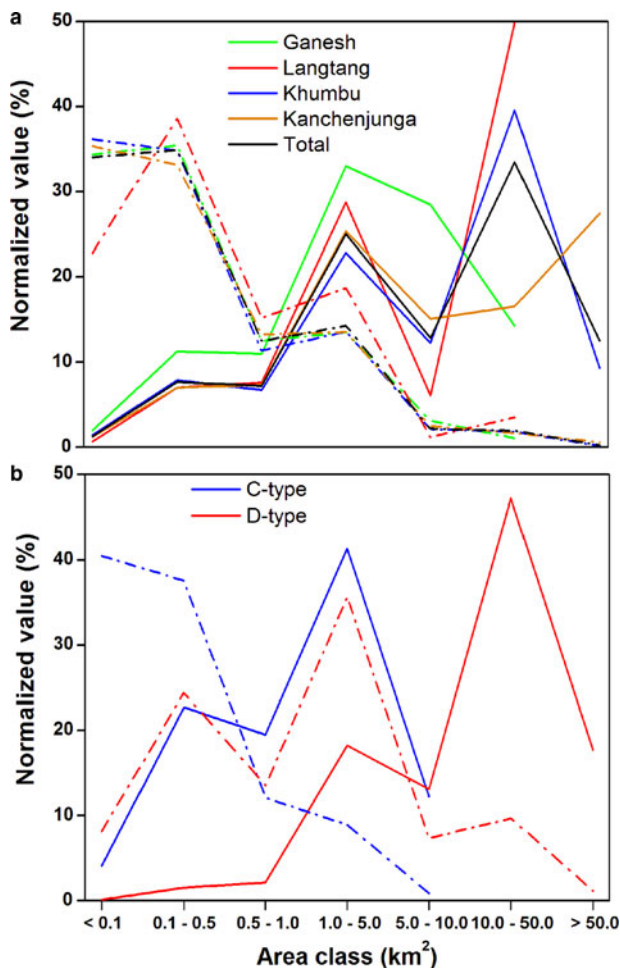 a
50
40
30
20
10
0
Normalized value (%)
Ganesh
Langtang
Khumbu
Kanchenjunga
Total
b
50
40
30
20
10
0
Normalized value (%)
C-type
D-type
< 0.1 0.1 - 0.5 0.5 - 1.0 1.0 - 5.0 5.0 - 10.0 10.0 - 50.0 > 50.0
Area class (km²)